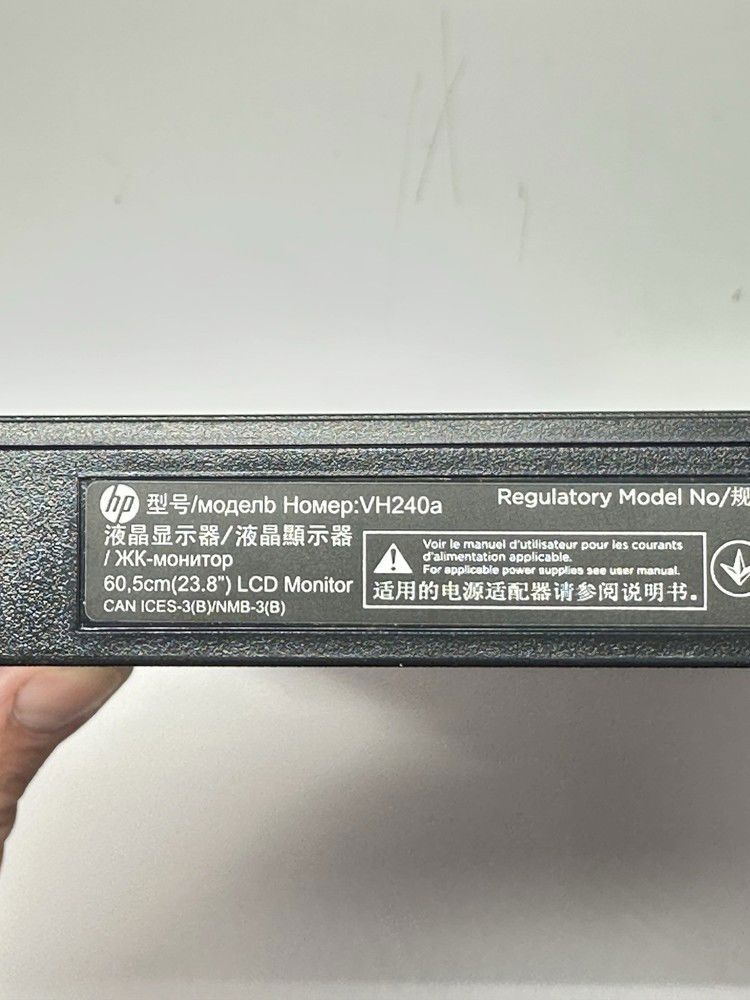 hp 型号/модель Номер:VH240a
液晶显示器/液晶顯示器
/ ЖК-монитор
60,5cm(23.8") LCD Monitor
CAN ICES-3(B)/NMB-3(B)
Voir le manuel d'utilisateur pour les courants
d'alimentation applicable.
For applicable power supplies see user manual.
适用的电源适配器请参阅说明书。
Regulatory Model No/规